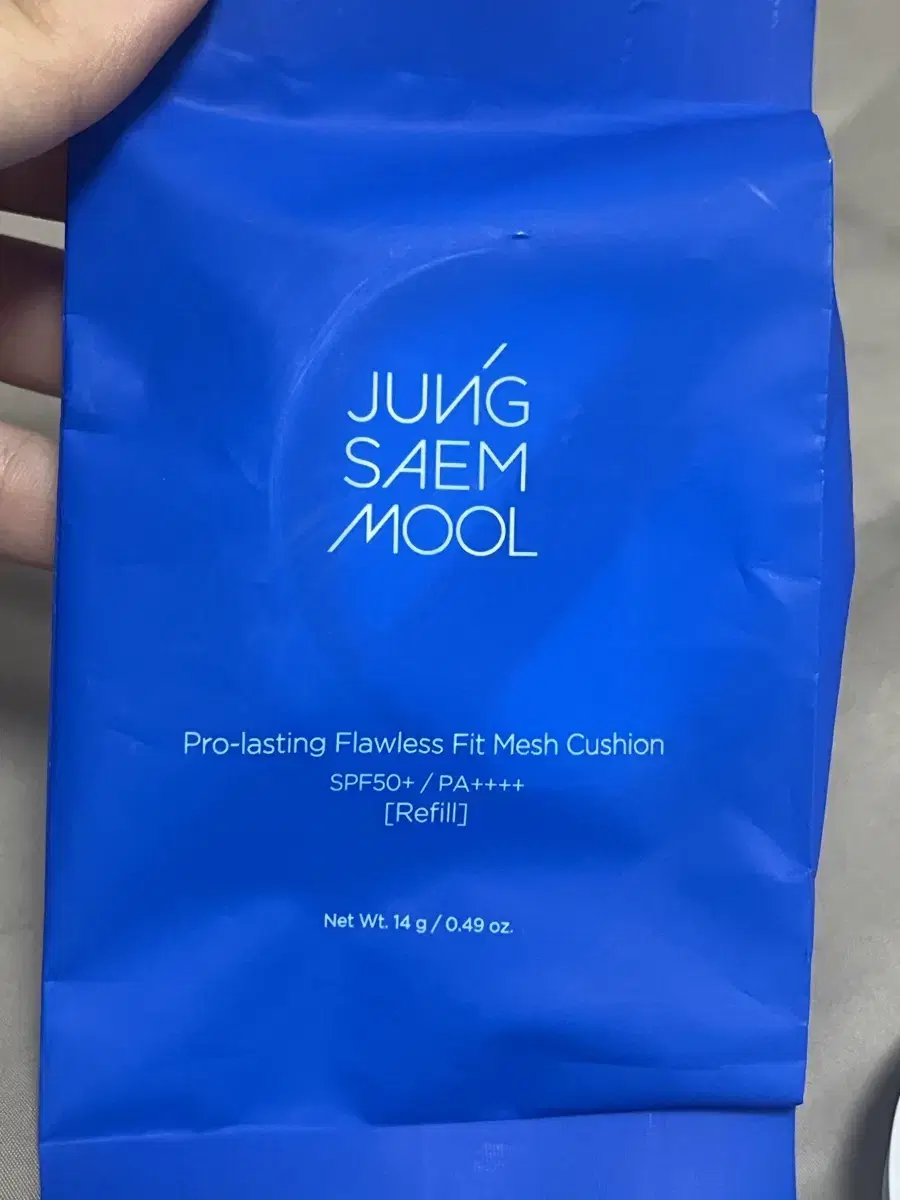 JUNG
SAEM
MOOL
Pro-lasting Flawless Fit Mesh Cushion
SPF50+ / PA++++
[Refill]
Net Wt. 14 g / 0.49 oz.